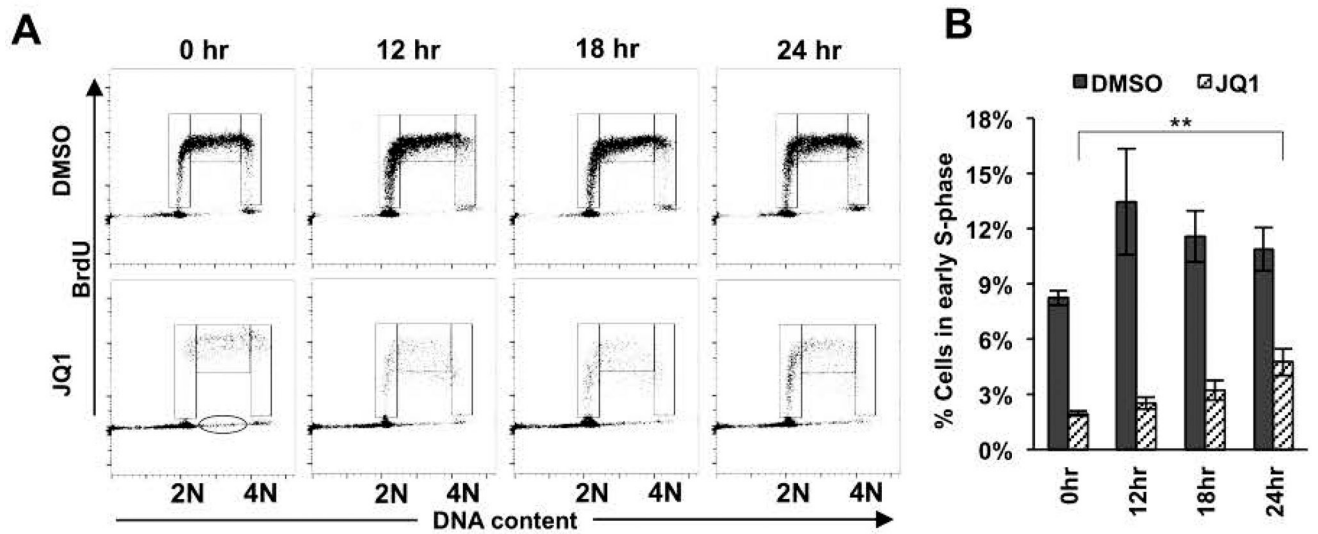 A
0 hr 12 hr 18 hr 24 hr
DMSO
JQ1
BrdU
2N 4N 2N 4N 2N 4N 2N 4N
DNA content
B
DMSO JQ1
**
% Cells in early S-phase
18%
15%
12%
9%
6%
3%
0%
0hr
12hr
18hr
24hr